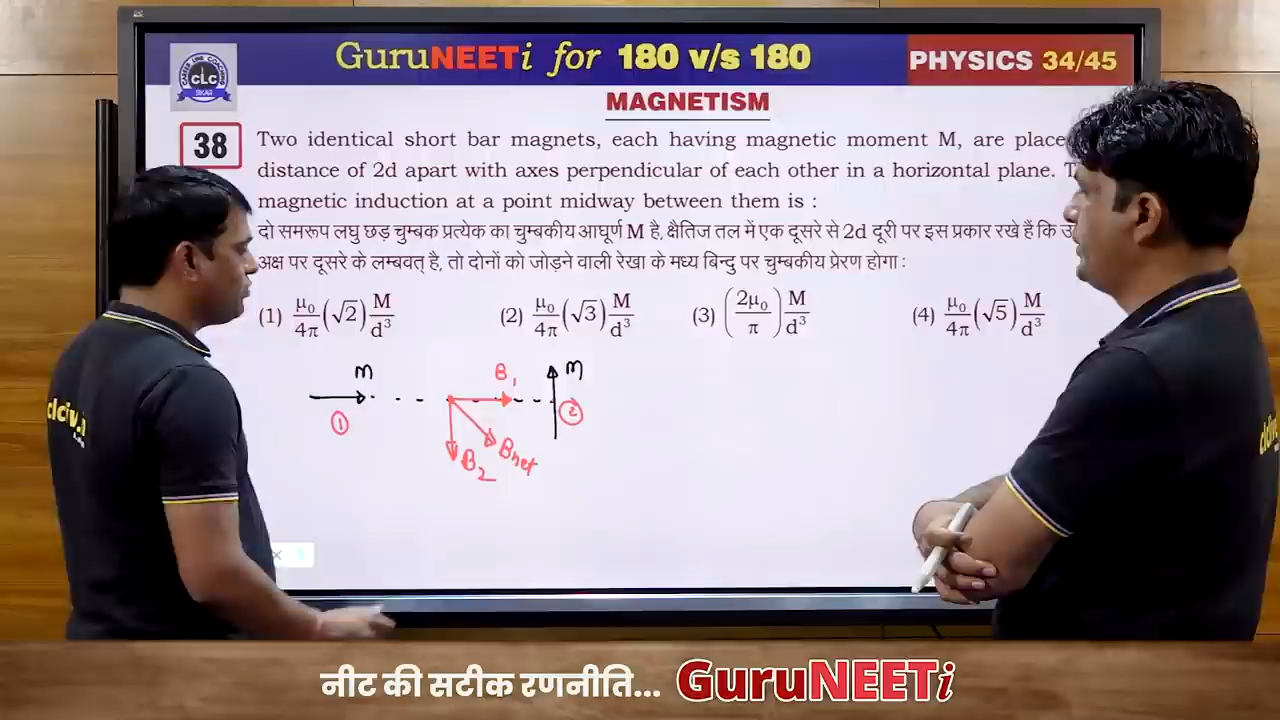 GuruNEETi for 180 v/s 180
PHYSICS 34/45
CLC
SIKAR
MAGNETISM
38
Two identical short bar magnets, each having magnetic moment M, are place
distance of 2d apart with axes perpendicular of each other in a horizontal plane. T
magnetic induction at a point midway between them is :
दो समरूप लघु छड़ चुम्बक प्रत्येक का चुम्बकीय आघूर्ण M है, क्षैतिज तल में एक दूसरे से 2d दूरी पर इस प्रकार रखे हैं कि
अक्ष पर दूसरे के लम्बवत् है, तो दोनों को जोड़ने वाली रेखा के मध्य बिन्दु पर चुम्बकीय प्रेरण होगा :
(1) μ₀/4π (√2) M/d³ (2) μ₀/4π (√3) M/d³ (3) (2μ₀/π) M/d³ (4) μ₀/4π (√5) M/d³
M B₁ M
① ②
B₂ Bnet
नीट की सटीक रणनीति... GuruNEETi